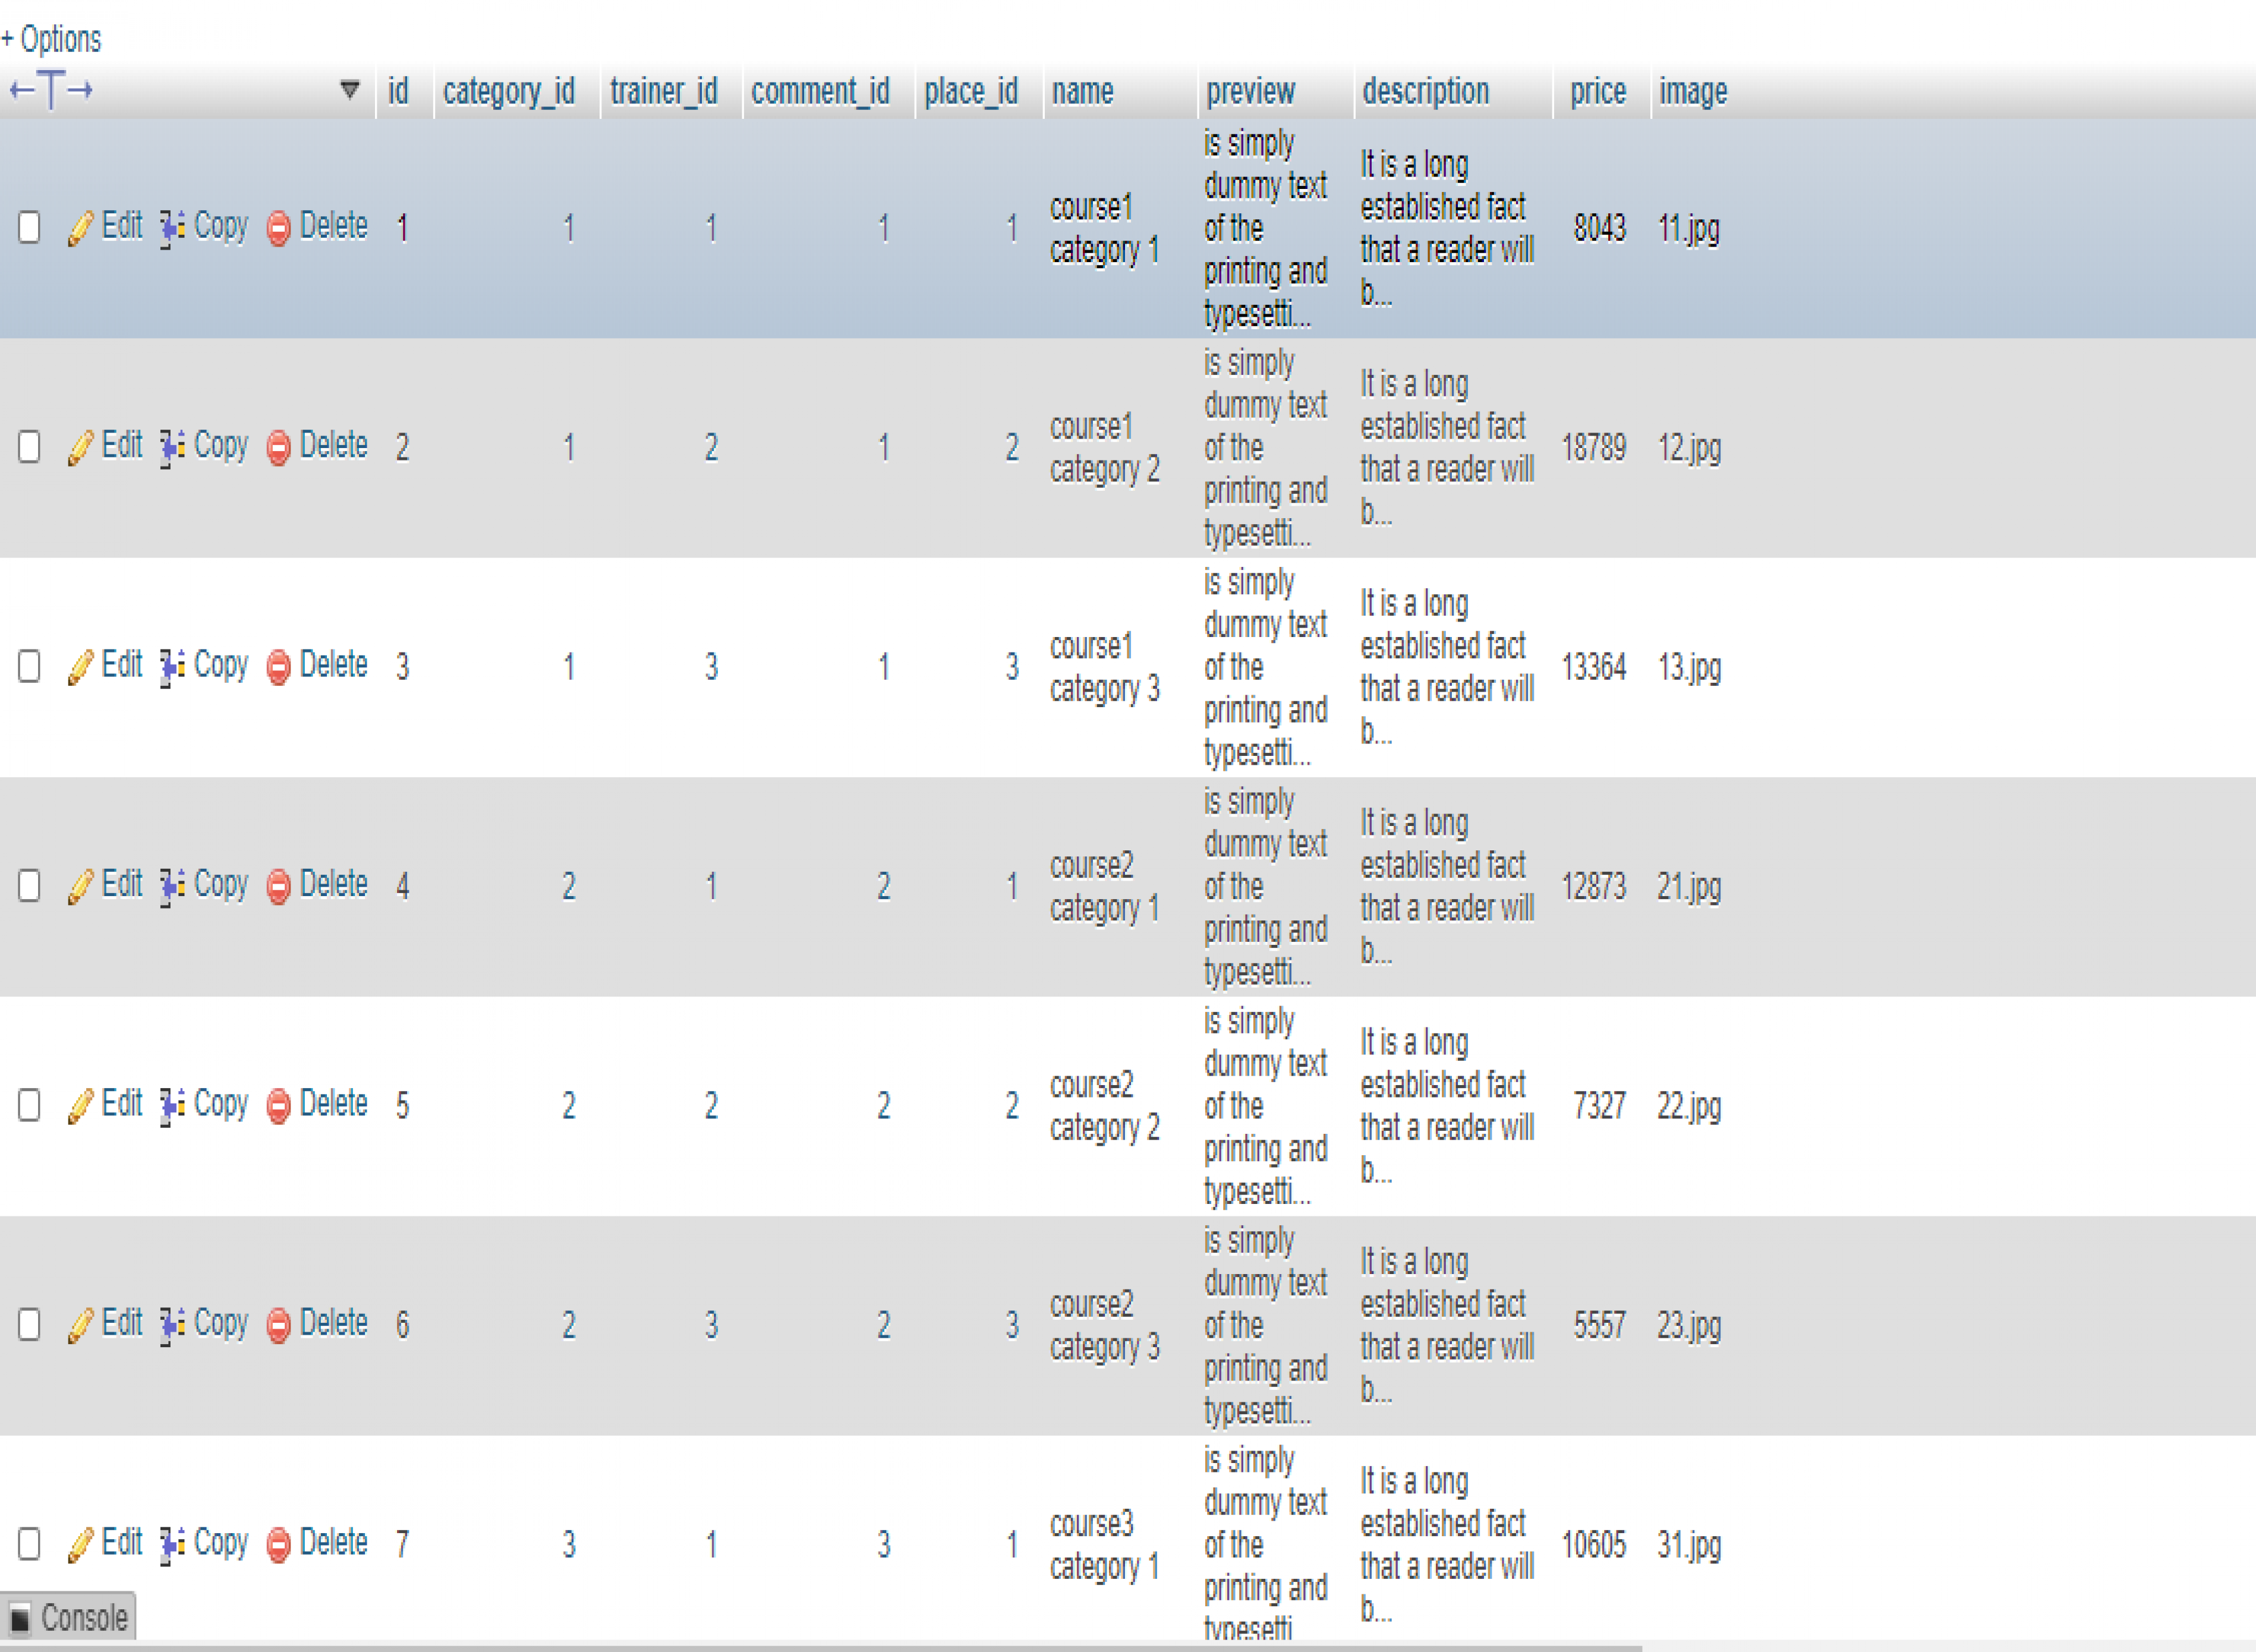 + Options
←T→ ▼ id category_id trainer_id comment_id place_id name preview description price image
Edit Copy Delete 1 1 1 1 1 course1 category 1 is simply dummy text of the printing and typesetti... It is a long established fact that a reader will b... 8043 11.jpg
Edit Copy Delete 2 1 2 1 2 course1 category 2 is simply dummy text of the printing and typesetti... It is a long established fact that a reader will b... 18789 12.jpg
Edit Copy Delete 3 1 3 1 3 course1 category 3 is simply dummy text of the printing and typesetti... It is a long established fact that a reader will b... 13364 13.jpg
Edit Copy Delete 4 2 1 2 1 course2 category 1 is simply dummy text of the printing and typesetti... It is a long established fact that a reader will b... 12873 21.jpg
Edit Copy Delete 5 2 2 2 2 course2 category 2 is simply dummy text of the printing and typesetti... It is a long established fact that a reader will b... 7327 22.jpg
Edit Copy Delete 6 2 3 2 3 course2 category 3 is simply dummy text of the printing and typesetti... It is a long established fact that a reader will b... 5557 23.jpg
Edit Copy Delete 7 3 1 3 1 course3 category 1 is simply dummy text of the printing and typesetti It is a long established fact that a reader will b... 10605 31.jpg
Console